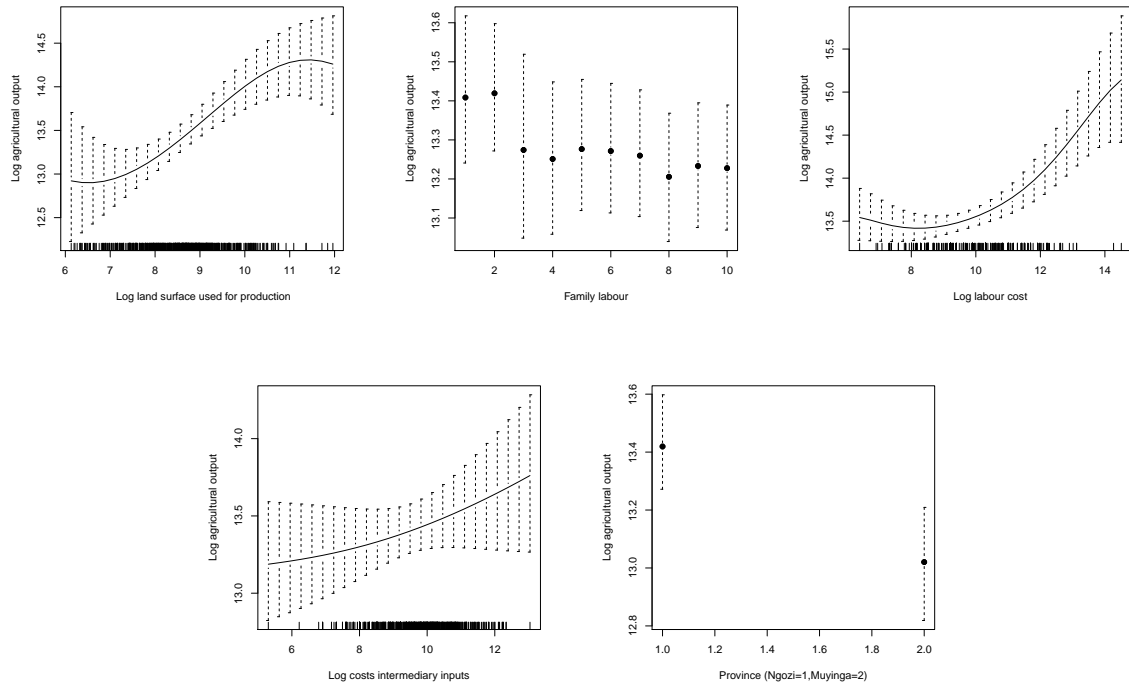 Log agricultural output
12.5 13.0 13.5 14.0 14.5
6 7 8 9 10 11 12
Log land surface used for production
Log agricultural output
13.1 13.2 13.3 13.4 13.5 13.6
2 4 6 8 10
Family labour
Log agricultural output
13.5 14.0 14.5 15.0 15.5
8 10 12 14
Log labour cost
Log agricultural output
13.0 13.5 14.0
6 8 10 12
Log costs intermediary inputs
Log agricultural output
12.8 13.0 13.2 13.4 13.6
1.0 1.2 1.4 1.6 1.8 2.0
Province (Ngozi=1,Muyinga=2)